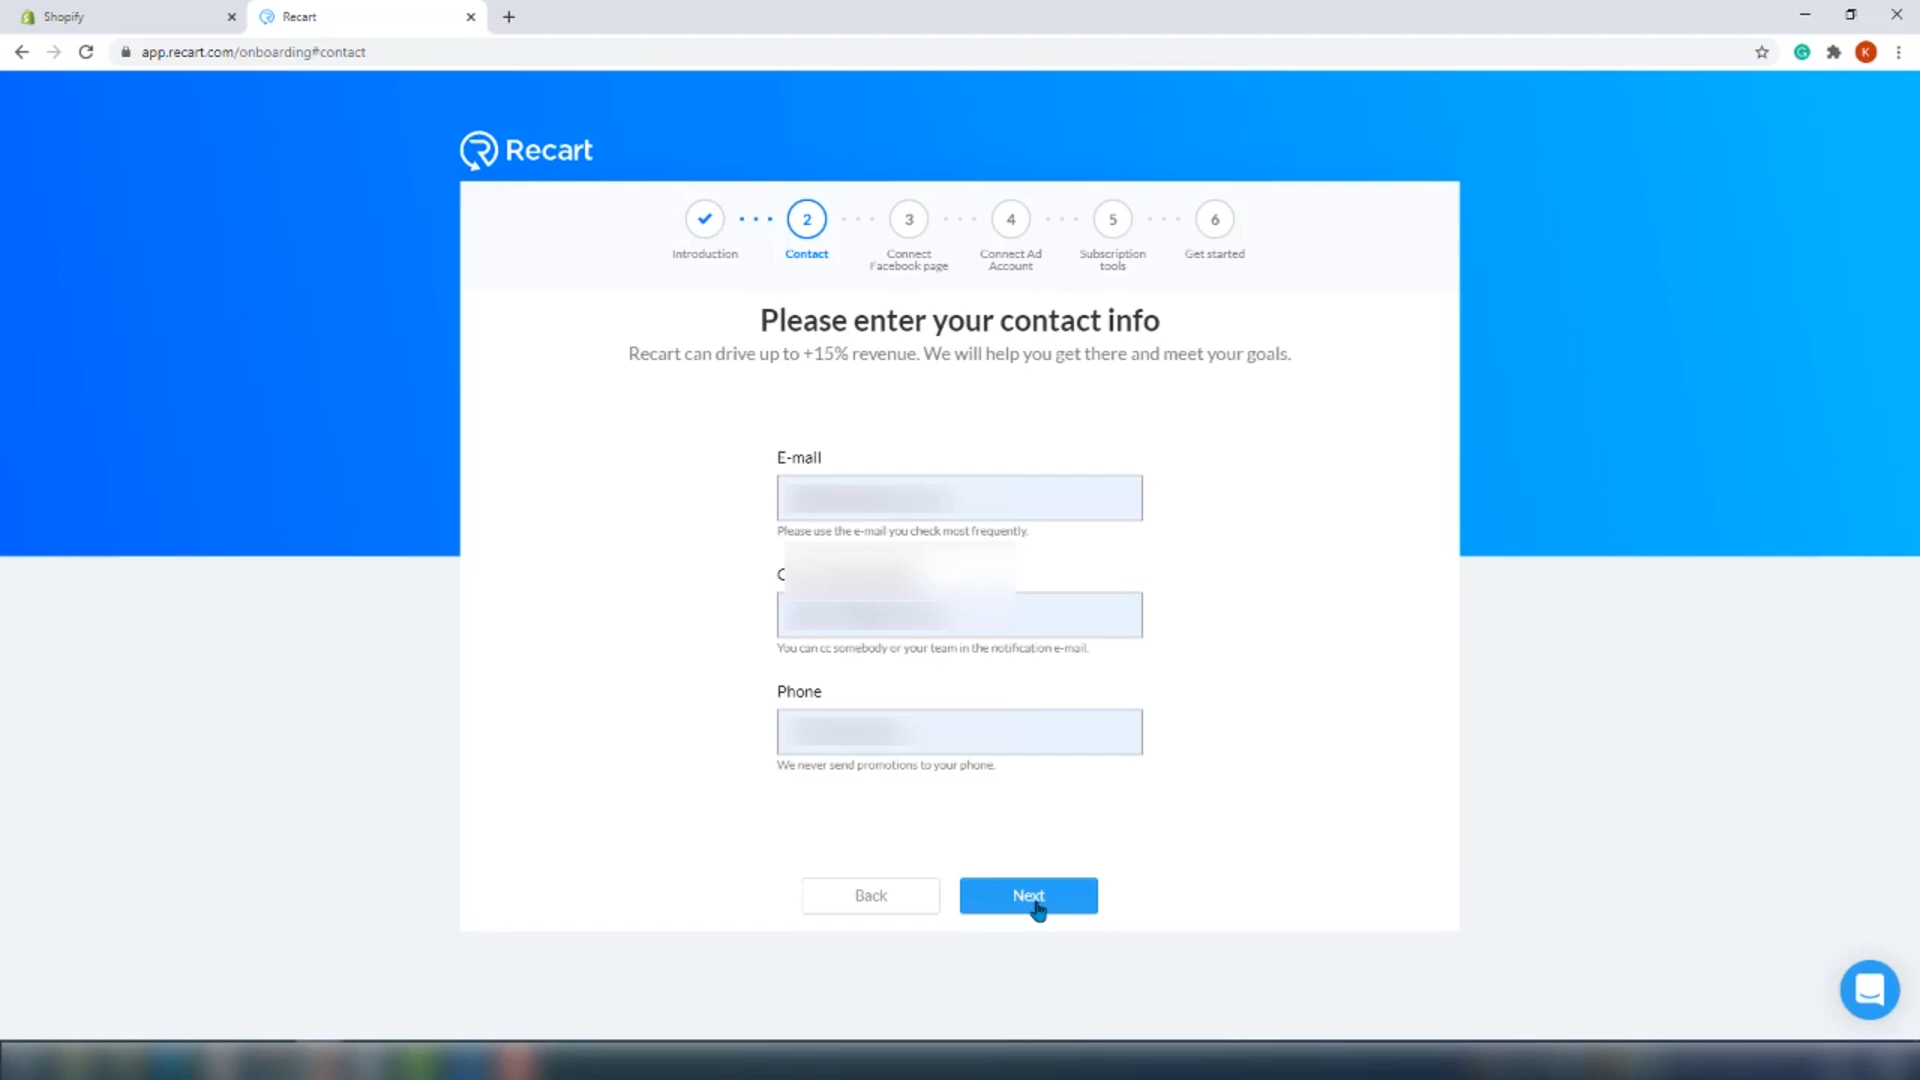 Shopify
Recart
app.recart.com/onboarding#contact
K
Recart
2 3 4 5 6
Introduction
Contact
Connect
Facebook page
Connect Ad
Account
Subscription
tools
Get started
Please enter your contact info
Recart can drive up to +15% revenue. We will help you get there and meet your goals.
E-mail
Please use the e-mail you check most frequently.
You can cc somebody or your team in the notification e-mail.
Phone
We never send promotions to your phone.
Back
Next